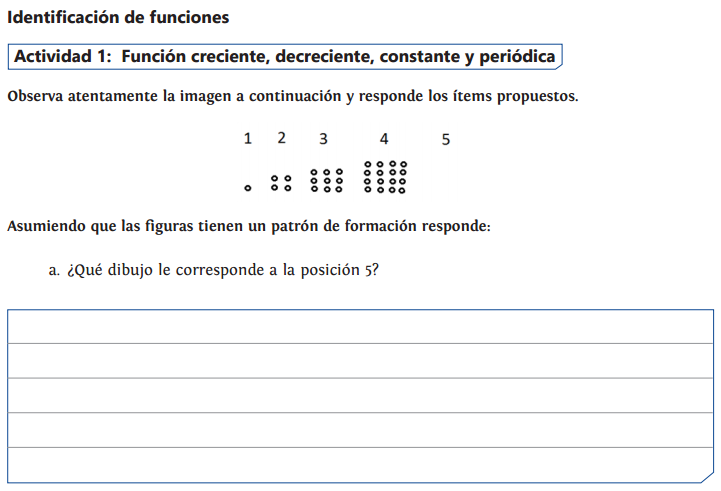 Identificación de funciones
Actividad 1: Función creciente, decreciente, constante y periódica
Observa atentamente la imagen a continuación y responde los ítems propuestos.
1 2 3 4 5
Asumiendo que las figuras tienen un patrón de formación responde:
a. ¿Qué dibujo le corresponde a la posición 5?